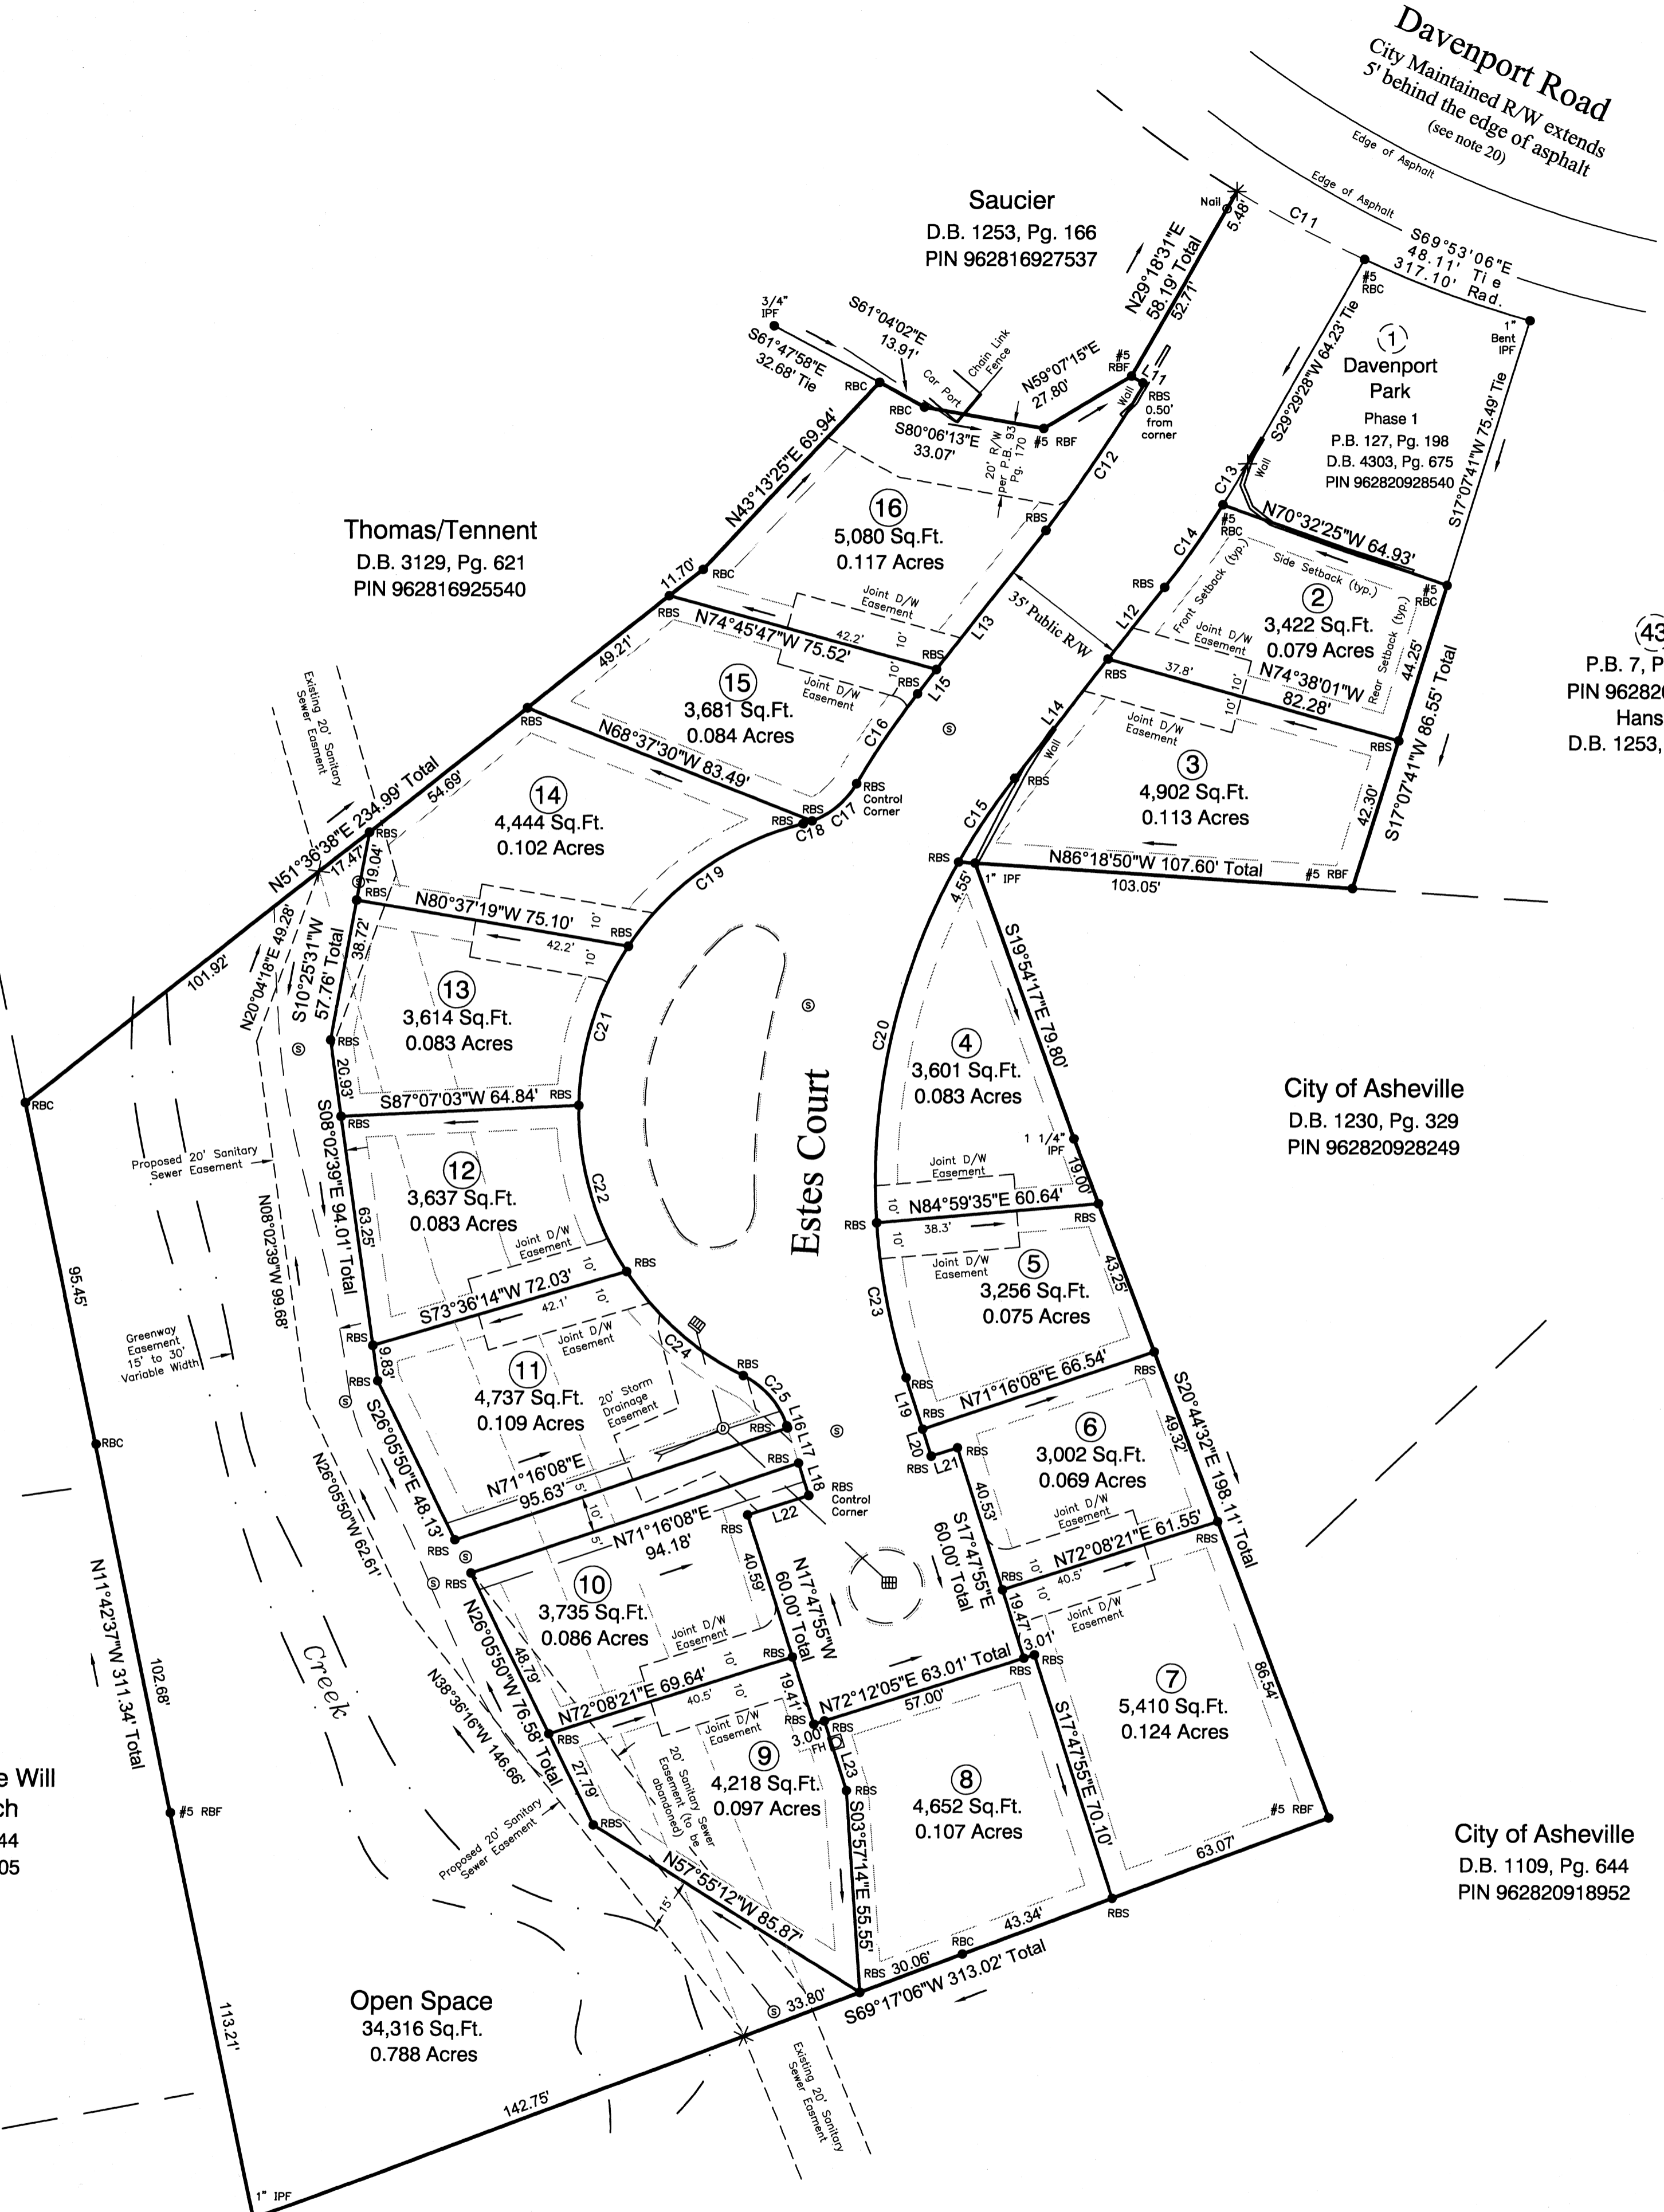 Davenport Road
City Maintained R/W extends
5' behind the edge of asphalt
(see note 20)
Edge of Asphalt
Edge of Asphalt
Saucier
D.B. 1253, Pg. 166
PIN 962816927537
Nail
5.48'
C11
S69°53'06"E
48.11' Tie
317.10' Rad.
#5
RBC
1"
Bent
IPF
N29°18'31"E
58.19' Total
52.71'
3/4"
IPF
S61°47'58"E
32.68' Tie
S61°04'02"E
13.91'
RBC
RBC
Car Port
Chain Link
Fence
S80°06'13"E
33.07'
20' R/W
per P.B. 93
Pg. 170
N59°07'15"E
27.80'
#5 RBF
#5
RBF
L11
Wall
RBS
0.50'
from
corner
S29°29'28"W 64.23' Tie
1
Davenport
Park
Phase 1
P.B. 127, Pg. 198
D.B. 4303, Pg. 675
PIN 962820928540
S17°07'41"W 75.49' Tie
Wall
C13
C12
C14
#5
RBC
N70°32'25"W 64.93'
Side Setback (typ.)
Front Setback (typ.)
Rear Setback (typ.)
#5
RBC
Thomas/Tennent
D.B. 3129, Pg. 621
PIN 962816925540
N43°13'25"E 69.94'
16
5,080 Sq.Ft.
0.117 Acres
RBS
11.70'
RBC
RBS
Joint D/W
Easement
N74°45'47"W 75.52'
42.2'
10'
10'
L13
35' Public R/W
RBS
L12
RBS
2
3,422 Sq.Ft.
0.079 Acres
Joint D/W
Easement
37.8'
10'
10'
N74°38'01"W
82.28'
44.25'
S17°07'41"W 86.55' Total
RBS
43
P.B. 7, P
PIN 96282
Hans
D.B. 1253,
49.21'
15
3,681 Sq.Ft.
0.084 Acres
Joint D/W
Easement
RBS
RBS
L15
C16
L14
Wall
Joint D/W
Easement
3
4,902 Sq.Ft.
0.113 Acres
42.30'
Existing 20' Sanitary
Sewer Easment
RBS
N68°37'30"W 83.49'
RBS
Control
Corner
RBS
RBS
C18
C17
RBS
C15
RBS
N86°18'50"W 107.60' Total
103.05'
#5 RBF
1" IPF
4.55'
N51°36'38"E 234.99' Total
54.69'
14
4,444 Sq.Ft.
0.102 Acres
17.47'
RBS
19.04'
RBS
C19
N80°37'19"W 75.10'
42.2'
10'
10'
RBS
101.92'
N20°04'18"E 49.28'
S10°25'31"W
57.76' Total
38.72'
13
3,614 Sq.Ft.
0.083 Acres
C21
S19°54'17"E 79.80'
C20
4
3,601 Sq.Ft.
0.083 Acres
Estes Court
City of Asheville
D.B. 1230, Pg. 329
PIN 962820928249
RBC
RBS
20.93'
S87°07'03"W 64.84'
RBS
RBS
Proposed 20' Sanitary
Sewer Easement
S08°02'39"E 94.01' Total
63.25'
N08°02'39"W 99.68'
12
3,637 Sq.Ft.
0.083 Acres
C22
Joint D/W
Easement
1 1/4"
IPF
19.00'
Joint D/W
Easement
N84°59'35"E 60.64'
38.3'
10'
10'
RBS
RBS
Joint D/W
Easement
5
3,256 Sq.Ft.
0.075 Acres
43.25'
C23
95.45'
Greenway
Easement
15' to 30'
Variable Width
S73°36'14"W 72.03'
42.1'
10'
10'
RBS
RBS
9.83'
RBS
Joint D/W
Easement
C24
RBS
C25
11
4,737 Sq.Ft.
0.109 Acres
20' Storm
Drainage
Easement
RBS
L16
L17
N71°16'08"E 66.54'
RBS
L19
RBS
L20
RBS
L21
RBS
6
3,002 Sq.Ft.
0.069 Acres
49.32'
S20°44'32"E 198.11' Total
RBC
S26°05'50"E 48.13'
N71°16'08"E
95.63'
RBS
L18
RBS
Control
Corner
N26°05'50"W 62.61'
RBS
5'
10'
5'
N71°16'08"E
94.18'
RBS
L22
40.53'
S17°47'55"E
60.00' Total
Joint D/W
Easement
N72°08'21"E 61.55'
40.5'
10'
10'
RBS
RBS
RBS
10
3,735 Sq.Ft.
0.086 Acres
40.59'
N17°47'55"W
60.00' Total
Joint D/W
Easement
N11°42'37"W 311.34' Total
102.68'
Creek
N26°05'50"W 76.58' Total
48.79'
N38°36'16"W 146.66'
N72°08'21"E 69.64'
40.5'
10'
10'
19.41'
RBS
19.47'
3.01'
RBS
RBS
Joint D/W
Easement
N72°12'05"E 63.01' Total
57.00'
7
5,410 Sq.Ft.
0.124 Acres
86.54'
RBS
27.79'
Joint D/W
Easement
20' Sanitary Sewer
Easement (to be
abandoned)
9
4,218 Sq.Ft.
0.097 Acres
RBS
3.00'
FH
L23
RBS
8
4,652 Sq.Ft.
0.107 Acres
S17°47'55"E 70.10'
S03°57'14"E 55.55'
#5 RBF
e Will
ch
44
05
#5 RBF
Proposed 20' Sanitary
Sewer Easement
RBS
N57°55'12"W 85.87'
15'
63.07'
City of Asheville
D.B. 1109, Pg. 644
PIN 962820918952
RBS
43.34'
RBC
RBS
30.06'
S69°17'06"W 313.02' Total
33.80'
Open Space
34,316 Sq.Ft.
0.788 Acres
113.21'
142.75'
Existing 20' Sanitary
Sewer Easment
1" IPF